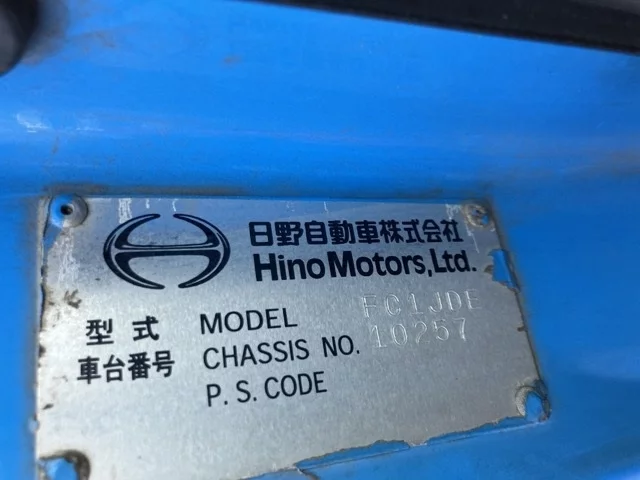 日野自動車株式会社
Hino Motors, Ltd.
型式 MODEL FC1JDE
車台番号 CHASSIS NO. 10257
P. S. CODE